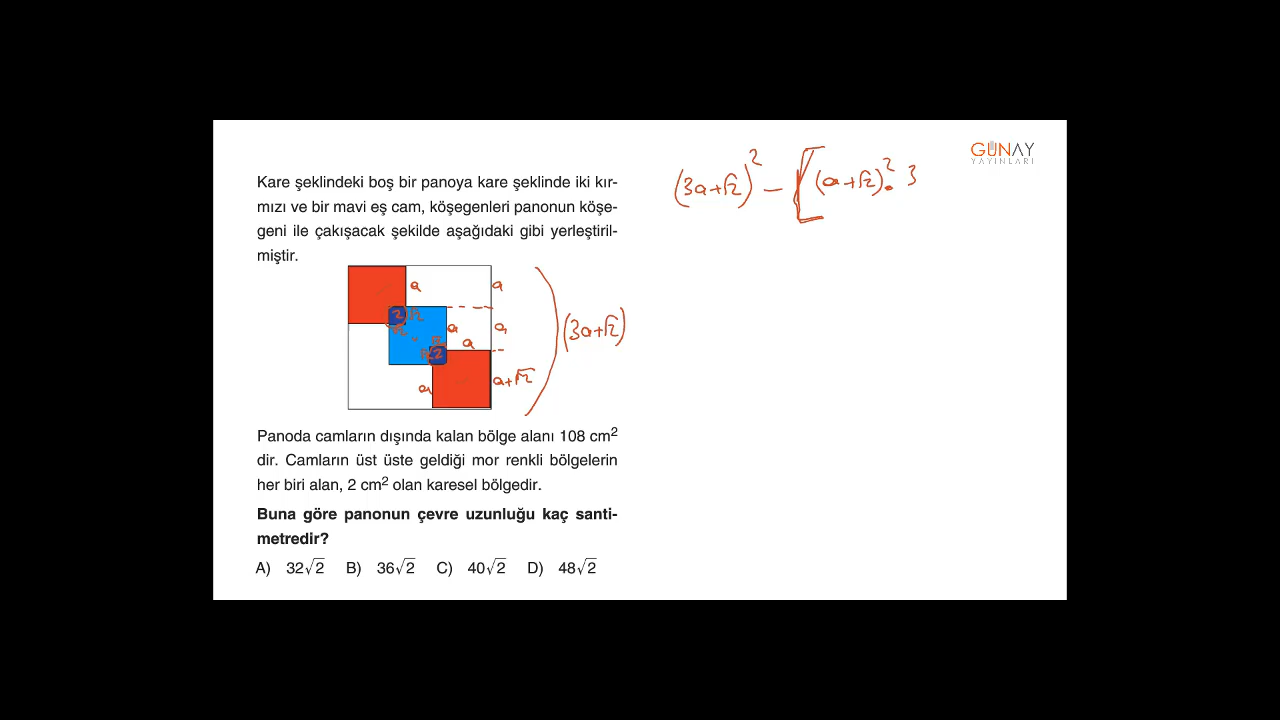 GÜNAY
YAYINLARI
(3a+√2)² − [(a+√2)². 3
Kare şeklindeki boş bir panoya kare şeklinde iki kır-
mızı ve bir mavi eş cam, köşegenleri panonun köşe-
geni ile çakışacak şekilde aşağıdaki gibi yerleştiril-
miştir.
a a
2 √2
√2 a a
(3a+√2)
√2 a
√2 2
a a+√2
Panoda camların dışında kalan bölge alanı 108 cm²
dir. Camların üst üste geldiği mor renkli bölgelerin
her biri alan, 2 cm² olan karesel bölgedir.
Buna göre panonun çevre uzunluğu kaç santi-
metredir?
A) 32√2 B) 36√2 C) 40√2 D) 48√2